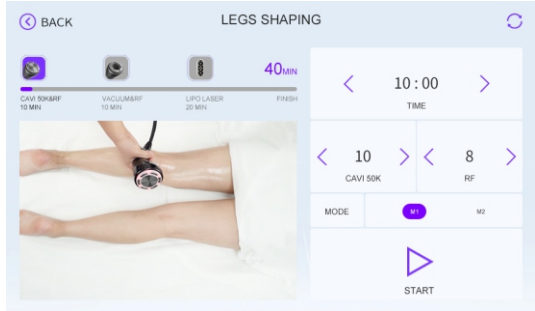 BACK
LEGS SHAPING
40MIN
CAVI 50K&RF
10 MIN
VACUUM&RF
10 MIN
LIPO LASER
20 MIN
FINISH
10 : 00
TIME
10
CAVI 50K
8
RF
MODE
M1
M2
START